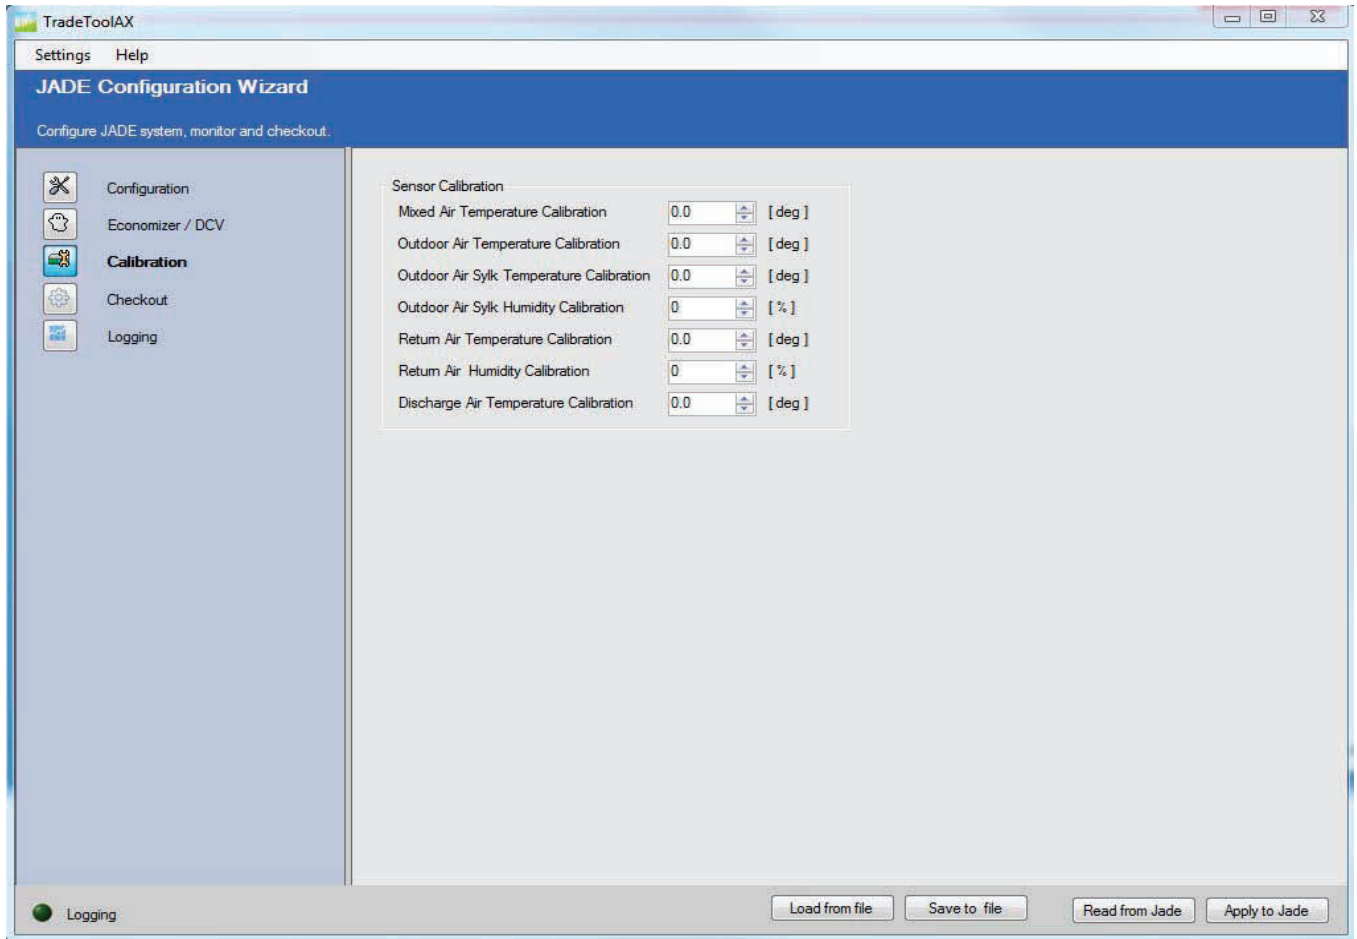 TradeToolAX
Settings Help
JADE Configuration Wizard
Configure JADE system, monitor and checkout.
Configuration
Economizer / DCV
Calibration
Checkout
Logging
Sensor Calibration
Mixed Air Temperature Calibration 0.0 [ deg ]
Outdoor Air Temperature Calibration 0.0 [ deg ]
Outdoor Air Sylk Temperature Calibration 0.0 [ deg ]
Outdoor Air Sylk Humidity Calibration 0 [ % ]
Return Air Temperature Calibration 0.0 [ deg ]
Return Air Humidity Calibration 0 [ % ]
Discharge Air Temperature Calibration 0.0 [ deg ]
Logging
Load from file Save to file Read from Jade Apply to Jade